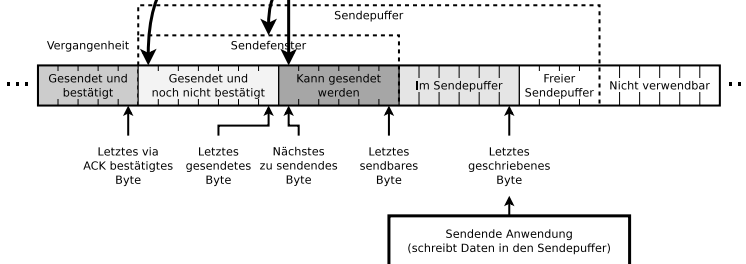 Sendepuffer
Vergangenheit
Sendefenster
Gesendet und
bestätigt
Gesendet und
noch nicht bestätigt
Kann gesendet
werden
Im Sendepuffer
Freier
Sendepuffer
Nicht verwendbar
Letztes via
ACK bestätigtes
Byte
Letztes
gesendetes
Byte
Nächstes
zu sendendes
Byte
Letztes
sendbares
Byte
Letztes
geschriebenes
Byte
Sendende Anwendung
(schreibt Daten in den Sendepuffer)